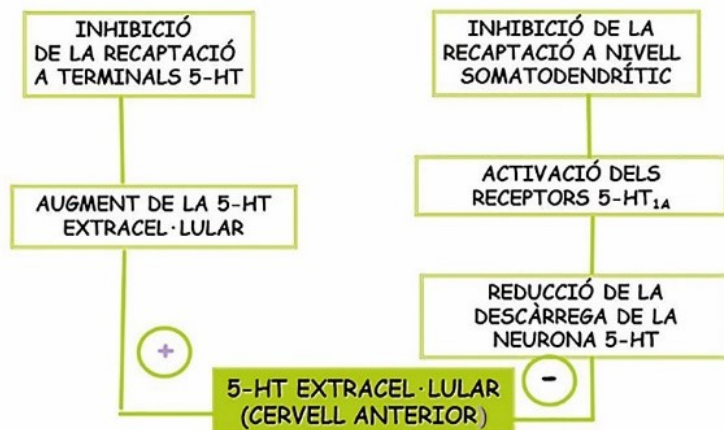 INHIBICIÓ
DE LA RECAPTACIÓ
A TERMINALS 5-HT
AUGMENT DE LA 5-HT
EXTRACEL·LULAR
+
INHIBICIÓ DE LA
RECAPTACIÓ A NIVELL
SOMATODENDRÍTIC
ACTIVACIÓ DELS
RECEPTORS 5-HT₁A
REDUCCIÓ DE LA
DESCÀRREGA DE LA
NEURONA 5-HT
-
5-HT EXTRACEL·LULAR
(CERVELL ANTERIOR)